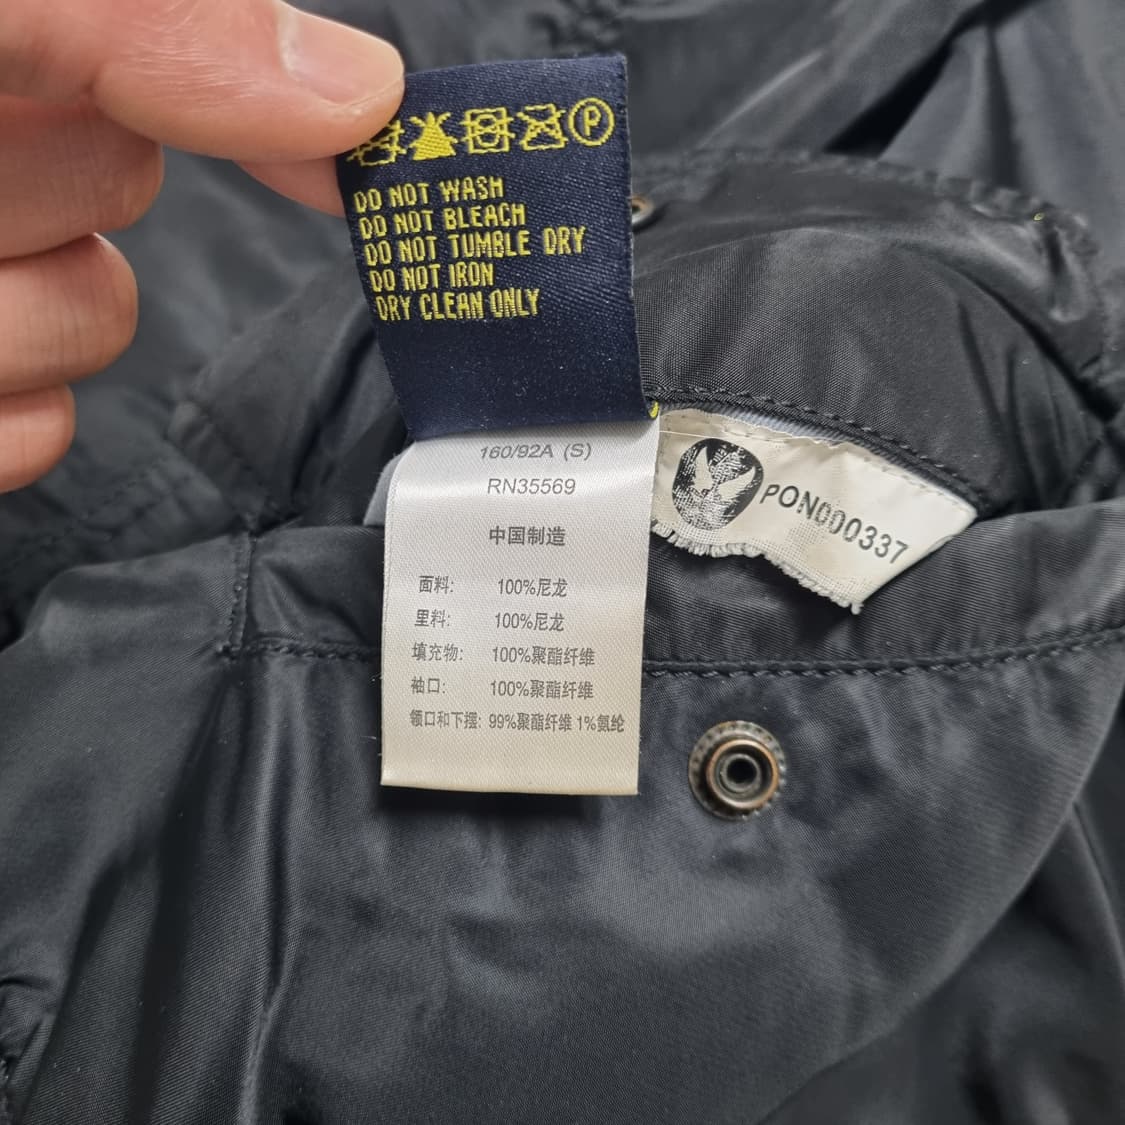 P
DO NOT WASH
DO NOT BLEACH
DO NOT TUMBLE DRY
DO NOT IRON
DRY CLEAN ONLY
160/92A (S)
RN35569
中国制造
面料: 100%尼龙
里料: 100%尼龙
填充物: 100%聚酯纤维
袖口: 100%聚酯纤维
领口和下摆: 99%聚酯纤维 1%氨纶
PON000337